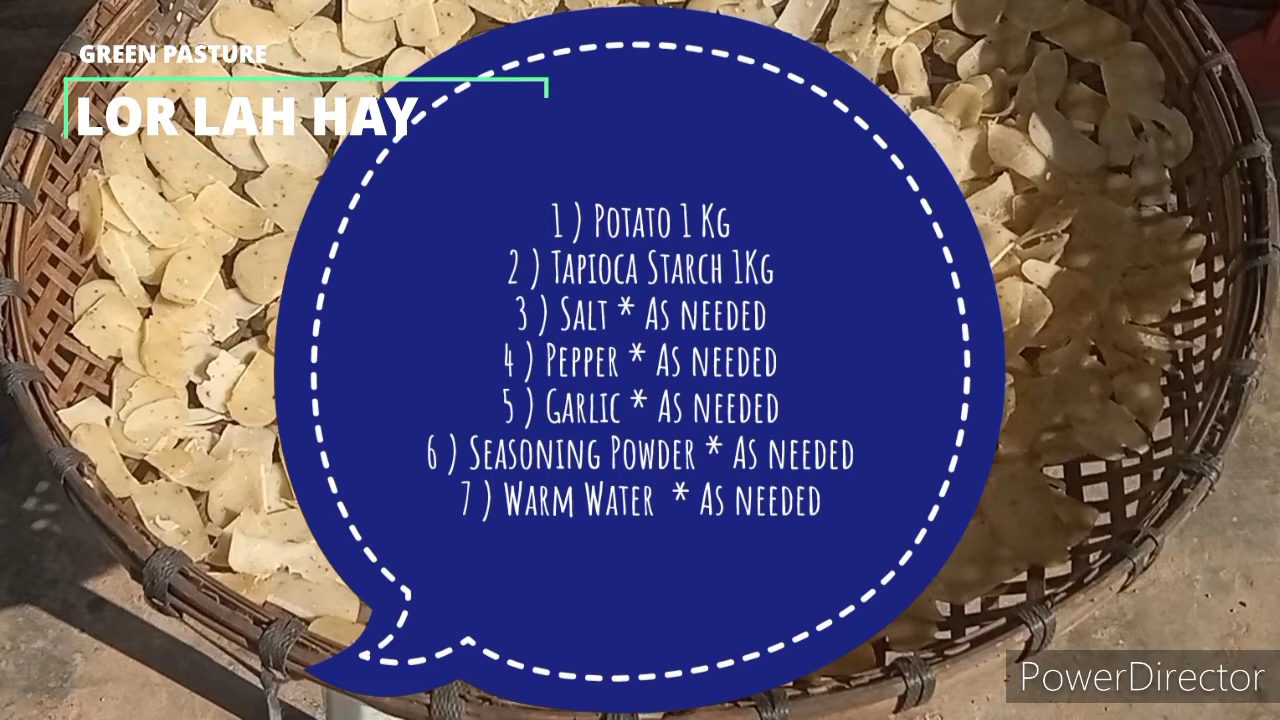 GREEN PASTURE
LOR LAH HAY
1 ) Potato 1 Kg
2 ) Tapioca Starch 1Kg
3 ) Salt * As needed
4 ) Pepper * As needed
5 ) Garlic * As needed
6 ) Seasoning Powder * As needed
7 ) Warm Water * As needed
PowerDirector